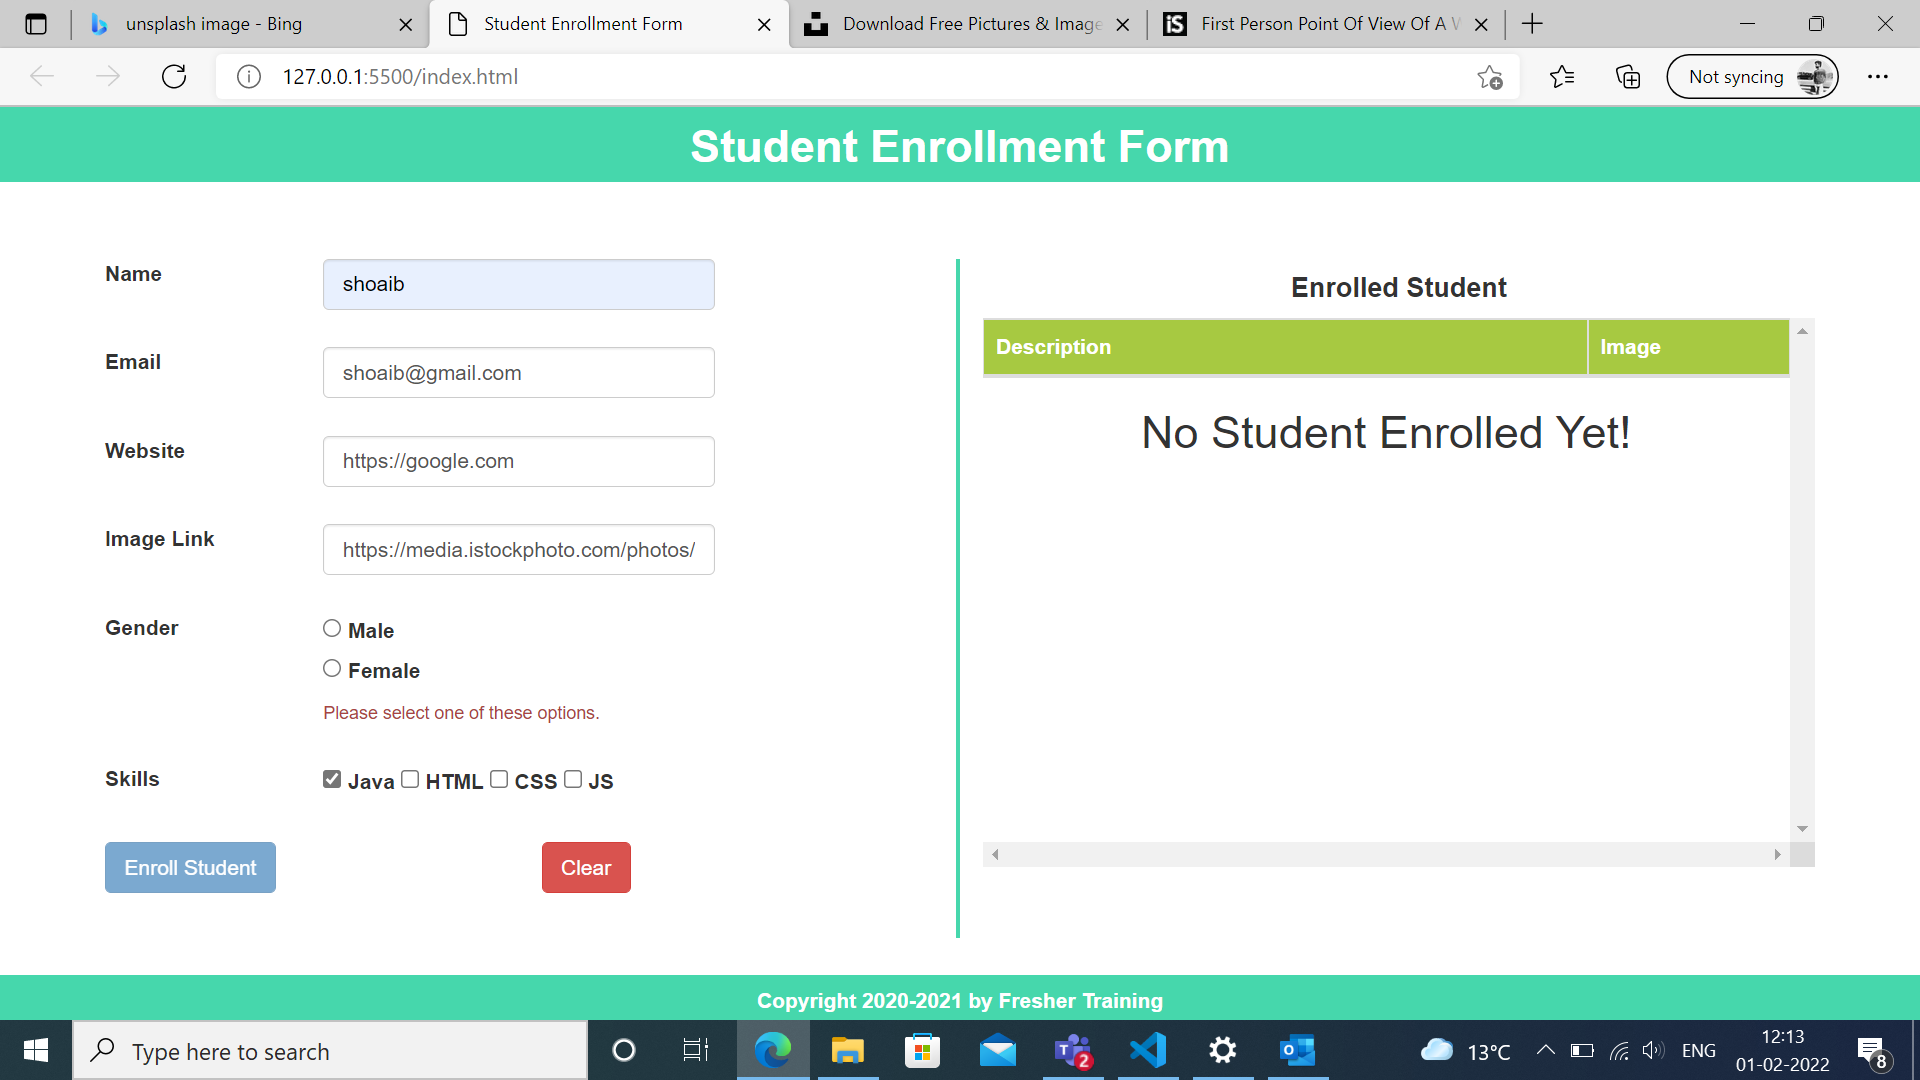 unsplash image - Bing
Student Enrollment Form
Download Free Pictures & Image
First Person Point Of View Of A
127.0.0.1:5500/index.html
Not syncing
Student Enrollment Form
Name
shoaib
Email
shoaib@gmail.com
Website
https://google.com
Image Link
https://media.istockphoto.com/photos/
Gender
Male
Female
Please select one of these options.
Skills
Java HTML CSS JS
Enroll Student
Clear
Enrolled Student
Description Image
No Student Enrolled Yet!
Copyright 2020-2021 by Fresher Training
Type here to search
2
13°C
ENG
12:13
01-02-2022
8